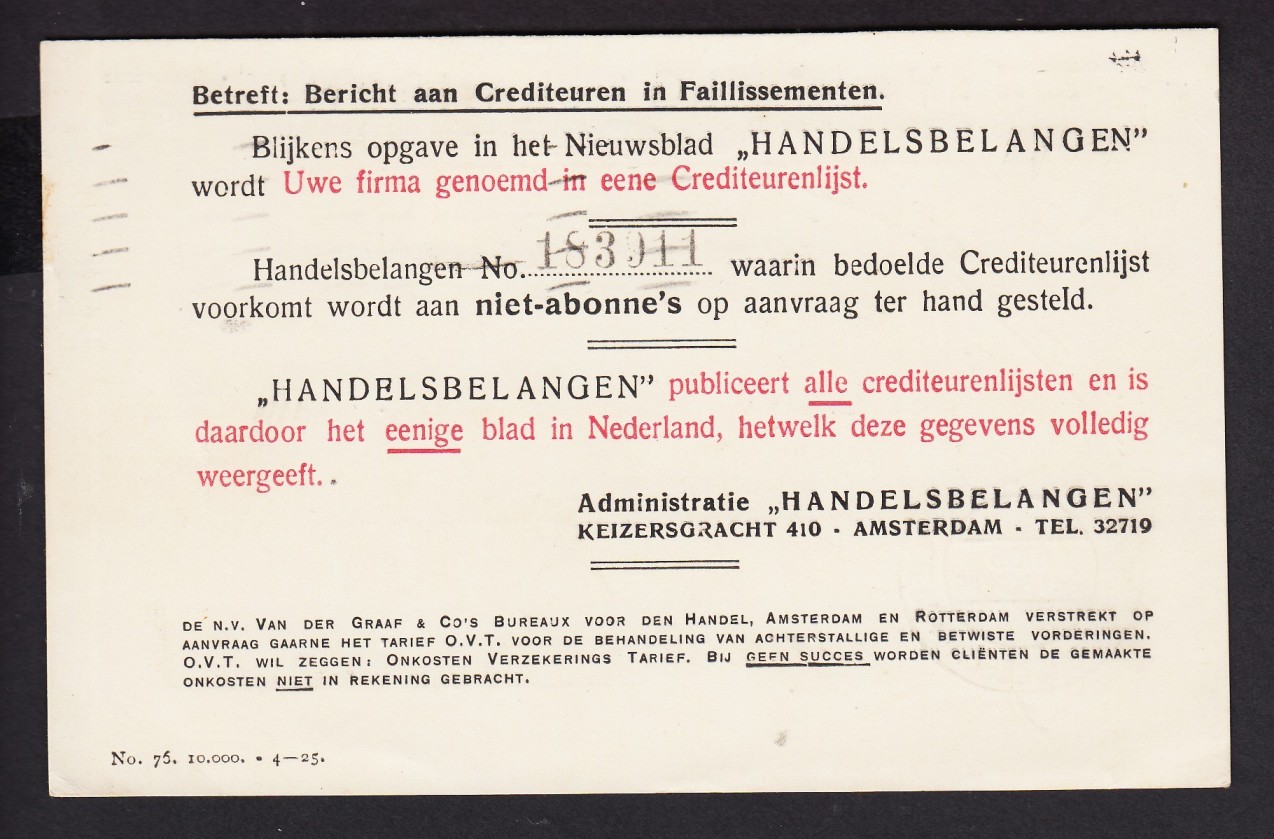 Betreft: Bericht aan Crediteuren in Faillissementen.
Blijkens opgave in het Nieuwsblad „HANDELSBELANGEN”
wordt Uwe firma genoemd in eene Crediteurenlijst.
Handelsbelangen No. 183911 waarin bedoelde Crediteurenlijst
voorkomt wordt aan niet-abonne's op aanvraag ter hand gesteld.
„HANDELSBELANGEN” publiceert alle crediteurenlijsten en is
daardoor het eenige blad in Nederland, hetwelk deze gegevens volledig
weergeeft.
Administratie „HANDELSBELANGEN”
KEIZERSGRACHT 410 - AMSTERDAM - TEL. 32719
DE N.V. VAN DER GRAAF & CO'S BUREAUX VOOR DEN HANDEL, AMSTERDAM EN ROTTERDAM VERSTREKT OP
AANVRAAG GAARNE HET TARIEF O.V.T. VOOR DE BEHANDELING VAN ACHTERSTALLIGE EN BETWISTE VORDERINGEN.
O.V.T. WIL ZEGGEN: ONKOSTEN VERZEKERINGS TARIEF. BIJ GEEN SUCCES WORDEN CLIËNTEN DE GEMAAKTE
ONKOSTEN NIET IN REKENING GEBRACHT.
No. 76. 10.000. • 4—25.